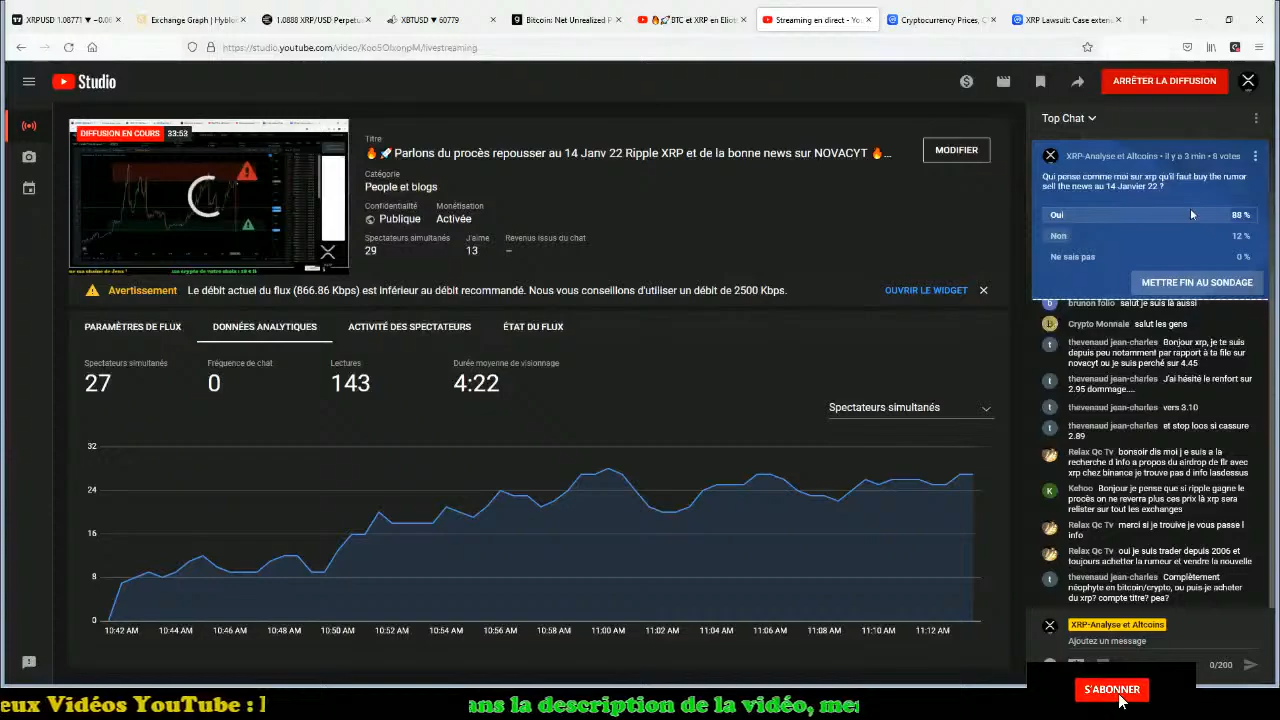 XRPUSD 1.08771 ▼ −0.0
Exchange Graph | Hyblo
1.0888 XRP/USD Perpetu
XBTUSD ▼ 60779
Bitcoin: Net Unrealized P
🔥🚀BTC et XRP en Eliot
Streaming en direct - Yo
Cryptocurrency Prices, C
XRP Lawsuit: Case exten
https://studio.youtube.com/video/Koo5OlxonpM/livestreaming
Studio
ARRÊTER LA DIFFUSION
DIFFUSION EN COURS 33:53
Titre
🔥🚀 Parlons du procès repousser au 14 Janv 22 Ripple XRP et de la bonne news sur NOVACYT 🔥...
MODIFIER
Catégorie
People et blogs
Confidentialité Monétisation
Publique Activée
Spectateurs simultanés J'aime Revenus issus du chat
29 13 –
Avertissement Le débit actuel du flux (866.86 Kbps) est inférieur au débit recommandé. Nous vous conseillons d'utiliser un débit de 2500 Kbps. OUVRIR LE WIDGET
PARAMÈTRES DE FLUX DONNÉES ANALYTIQUES ACTIVITÉ DES SPECTATEURS ÉTAT DU FLUX
Spectateurs simultanés Fréquence de chat Lectures Durée moyenne de visionnage
27 0 143 4:22
Spectateurs simultanés
32
24
16
8
0
10:42 AM 10:44 AM 10:46 AM 10:48 AM 10:50 AM 10:52 AM 10:54 AM 10:56 AM 10:58 AM 11:00 AM 11:02 AM 11:04 AM 11:06 AM 11:08 AM 11:10 AM 11:12 AM
Top Chat
XRP-Analyse et Altcoins • il y a 3 min • 8 votes
Qui pense comme moi sur xrp qu'il faut buy the rumor
sell the news au 14 Janvier 22 ?
Oui 88 %
Non 12 %
Ne sais pas 0 %
METTRE FIN AU SONDAGE
brunon folio salut je suis là aussi
Crypto Monnaie salut les gens
thevenaud jean-charles Bonjour xrp, je te suis
depuis peu notamment par rapport à ta file sur
novacyt ou je suis perché sur 4.45
thevenaud jean-charles J'ai hésité le renfort sur
2.95 dommage....
thevenaud jean-charles vers 3.10
thevenaud jean-charles et stop loos si cassure
2.89
Relax Qc Tv bonsoir dis moi j e suis a la
recherche d info a propos du airdrop de flr avec
xrp chez binance je trouve pas d info lasdessus
Kehoo Bonjour je pense que si ripple gagne le
procès on ne reverra plus ces prix là xrp sera
relister sur tout les exchanges
Relax Qc Tv merci si je trouive je vous passe l
info
Relax Qc Tv oui je suis trader depuis 2006 et
toujours achetter la rumeur et vendre la nouvelle
thevenaud jean-charles Complètement
néophyte en bitcoin/crypto, ou puis-je acheter
du xrp? compte titre? pea?
XRP-Analyse et Altcoins
Ajoutez un message
0/200
S'ABONNER
eux Vidéos YouTube : ans la description de la vidéo, me